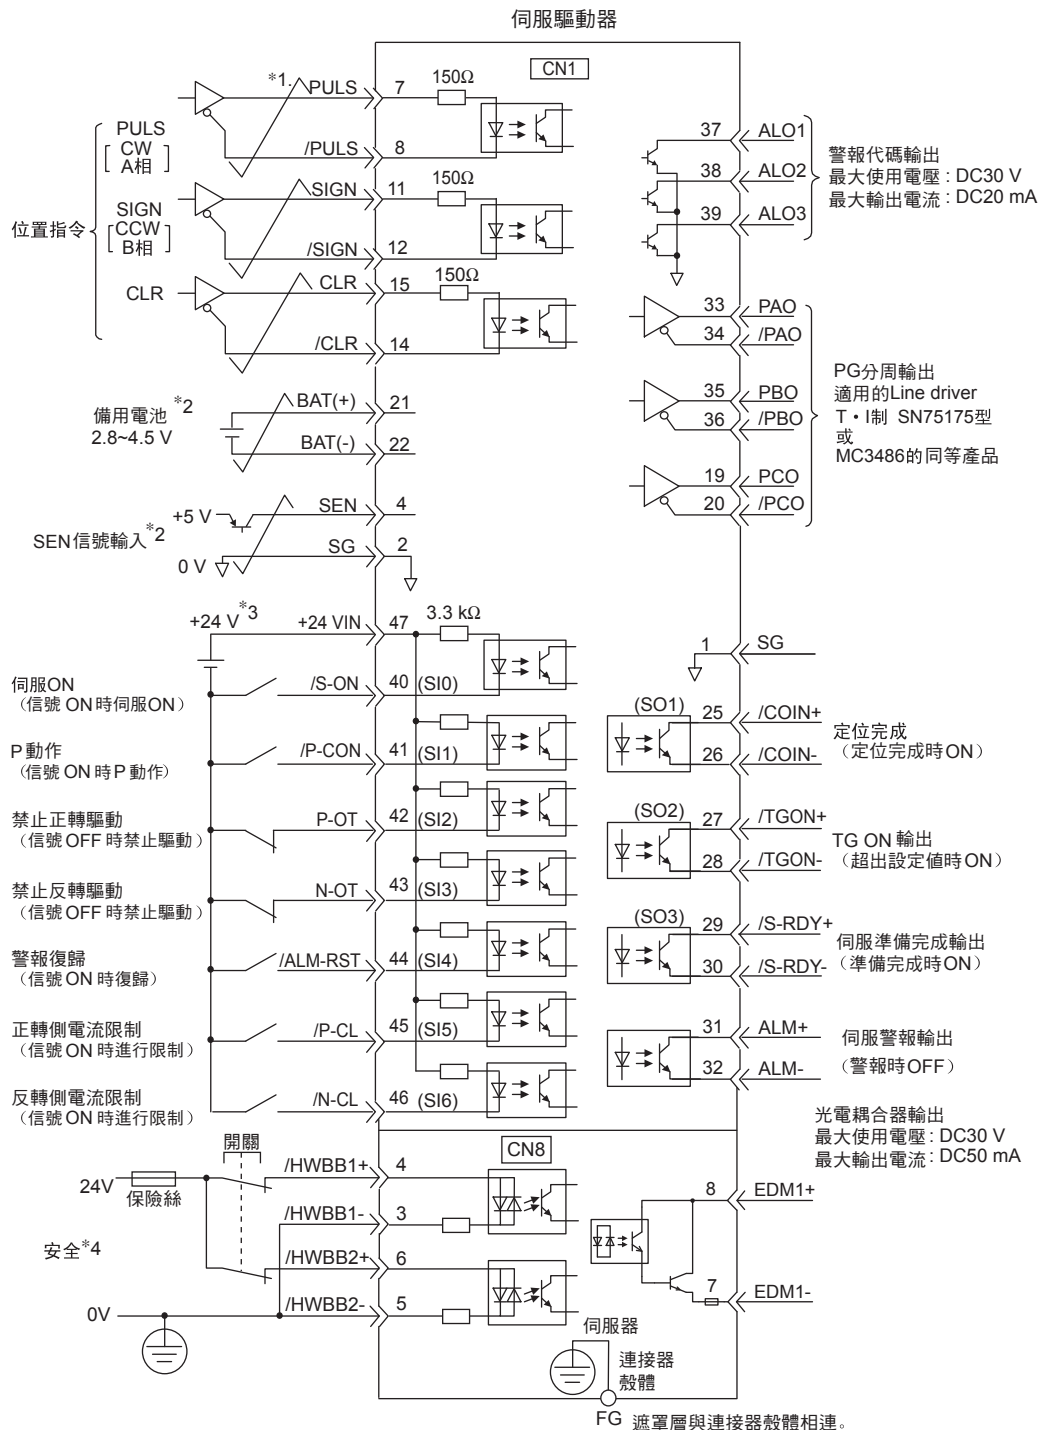 伺服驅動器
CN1
*1.
PULS
7
150Ω
/PULS
8
PULS
[ CW ]
A相
SIGN
11
150Ω
/SIGN
12
SIGN
[ CCW ]
B相
位置指令
CLR
CLR
15
150Ω
/CLR
14
備用電池 *2
2.8~4.5 V
BAT(+)
21
BAT(-)
22
+5 V
SEN
4
SEN信號輸入*2
SG
2
0 V
+24 V*3
+24 VIN
47
3.3 kΩ
伺服ON
(信號 ON時伺服ON)
/S-ON
40 (SI0)
P動作
(信號 ON 時P動作)
/P-CON
41 (SI1)
禁止正轉驅動
(信號 OFF 時禁止驅動)
P-OT
42 (SI2)
禁止反轉驅動
(信號 OFF 時禁止驅動)
N-OT
43 (SI3)
警報復歸
(信號 ON時復歸)
/ALM-RST
44 (SI4)
正轉側電流限制
(信號ON 時進行限制)
/P-CL
45 (SI5)
反轉側電流限制
(信號ON 時進行限制)
/N-CL
46 (SI6)
37
ALO1
38
ALO2
39
ALO3
警報代碼輸出
最大使用電壓 : DC30 V
最大輸出電流 : DC20 mA
33
PAO
34
/PAO
35
PBO
36
/PBO
19
PCO
20
/PCO
PG分周輸出
適用的Line driver
T・I制 SN75175型
或
MC3486的同等產品
1
SG
(SO1)
25
/COIN+
26
/COIN-
定位完成
(定位完成時ON)
(SO2)
27
/TGON+
28
/TGON-
TG ON 輸出
(超出設定值時ON)
(SO3)
29
/S-RDY+
30
/S-RDY-
伺服準備完成輸出
(準備完成時ON)
31
ALM+
32
ALM-
伺服警報輸出
(警報時OFF)
光電耦合器輸出
最大使用電壓 : DC30 V
最大輸出電流 : DC50 mA
開關
CN8
24V
保險絲
/HWBB1+
4
/HWBB1-
3
安全*4
/HWBB2+
6
/HWBB2-
5
0V
8
EDM1+
7
EDM1-
伺服器
連接器
殼體
FG
遮罩層與連接器殼體相連。